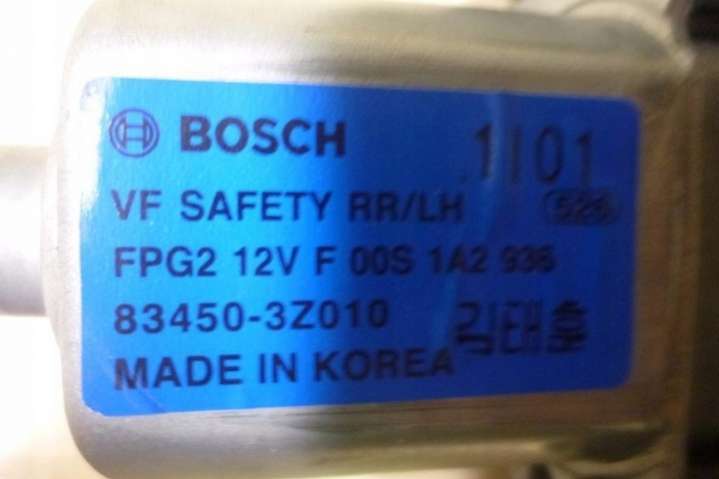 BOSCH 1101
VF SAFETY RR/LH 526
FPG2 12V F 00S 1A2 936
83450-3Z010 김태훈
MADE IN KOREA